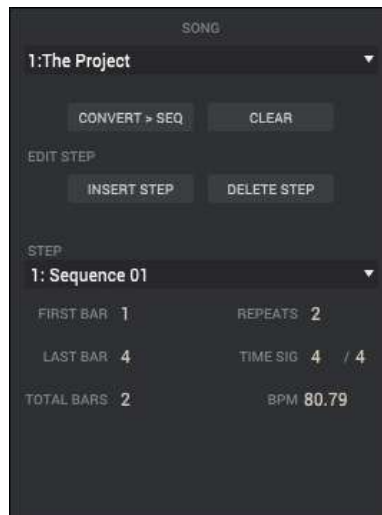 SONG
1:The Project
CONVERT > SEQ CLEAR
EDIT STEP
INSERT STEP DELETE STEP
STEP
1: Sequence 01
FIRST BAR 1 REPEATS 2
LAST BAR 4 TIME SIG 4 / 4
TOTAL BARS 2 BPM 80.79